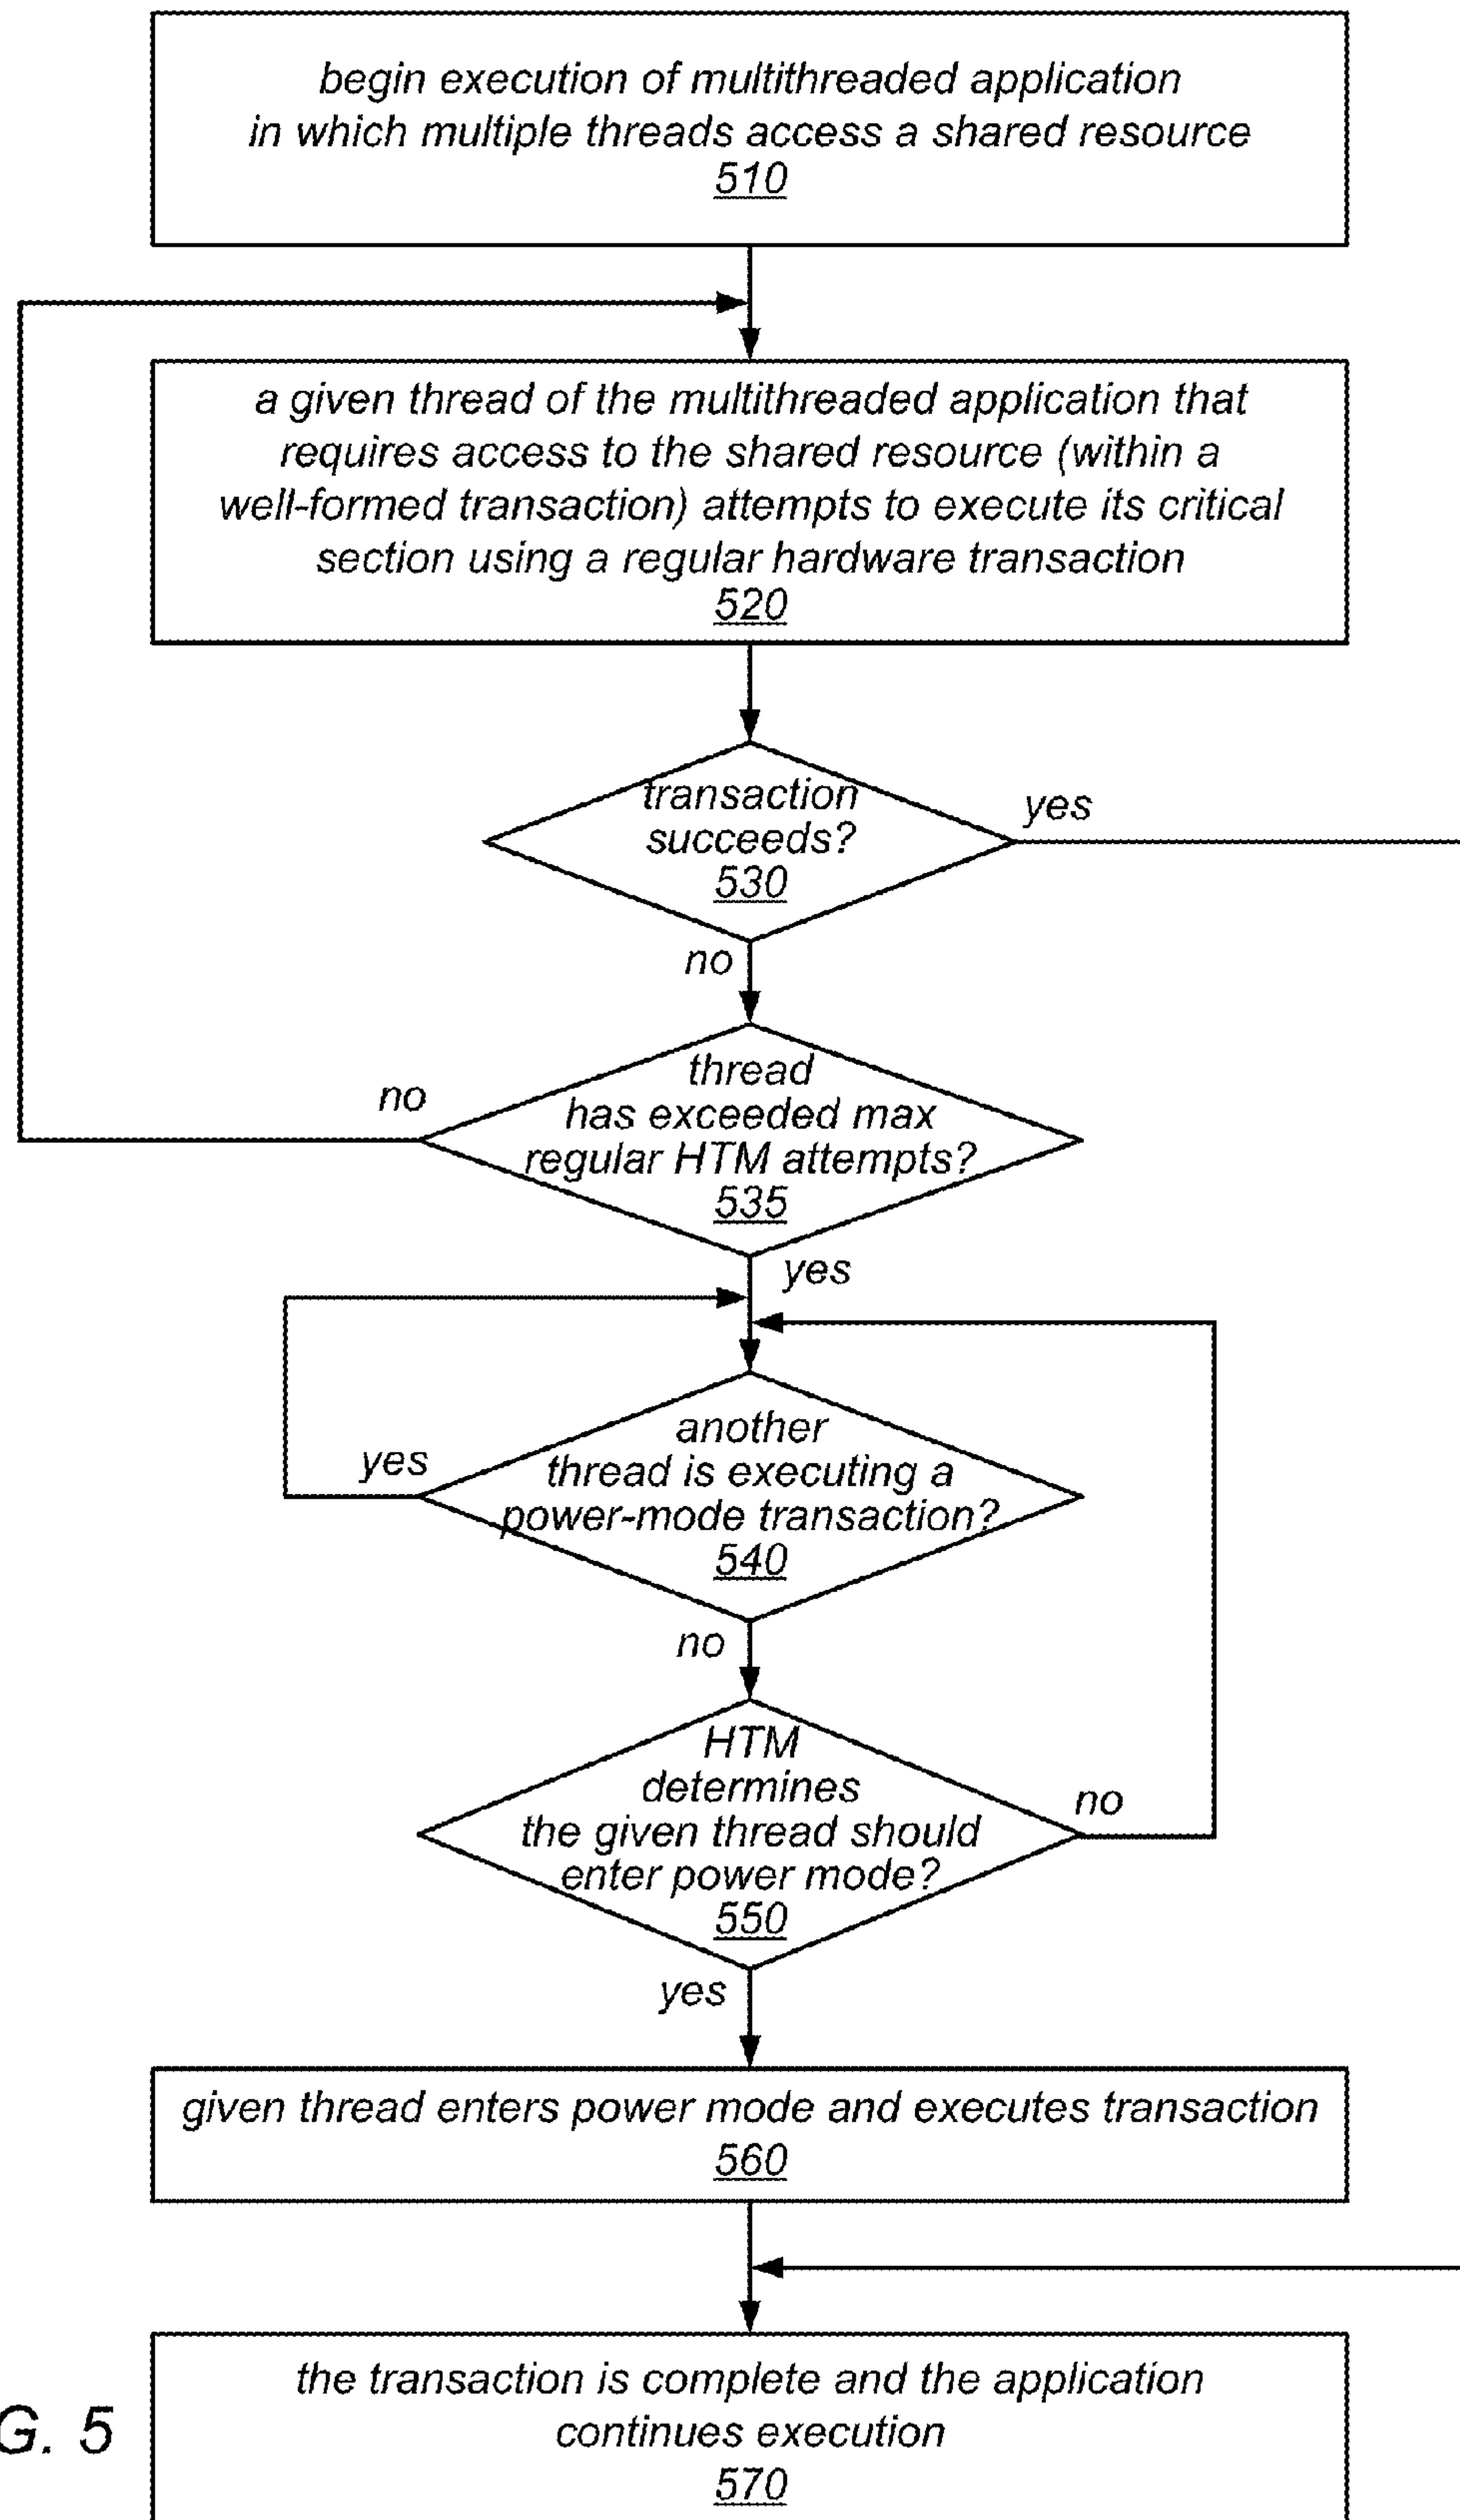 begin execution of multithreaded application
in which multiple threads access a shared resource
510
a given thread of the multithreaded application that
requires access to the shared resource (within a
well-formed transaction) attempts to execute its critical
section using a regular hardware transaction
520
transaction
succeeds?
530
yes
no
thread
has exceeded max
regular HTM attempts?
535
no
yes
another
thread is executing a
power-mode transaction?
540
yes
no
HTM
determines
the given thread should
enter power mode?
550
no
yes
given thread enters power mode and executes transaction
560
the transaction is complete and the application
continues execution
570
G. 5